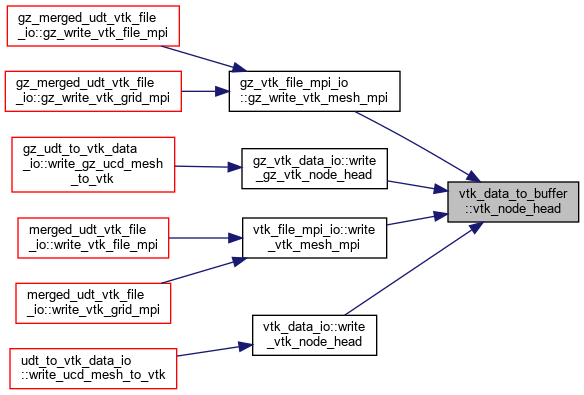 gz_merged_udt_vtk_file
_io::gz_write_vtk_file_mpi
gz_merged_udt_vtk_file
_io::gz_write_vtk_grid_mpi
gz_vtk_file_mpi_io
::gz_write_vtk_mesh_mpi
gz_udt_to_vtk_data
_io::write_gz_ucd_mesh
_to_vtk
gz_vtk_data_io::write
_gz_vtk_node_head
vtk_data_to_buffer
::vtk_node_head
merged_udt_vtk_file
_io::write_vtk_file_mpi
vtk_file_mpi_io::write
_vtk_mesh_mpi
merged_udt_vtk_file
_io::write_vtk_grid_mpi
vtk_data_io::write
_vtk_node_head
udt_to_vtk_data_io
::write_ucd_mesh_to_vtk